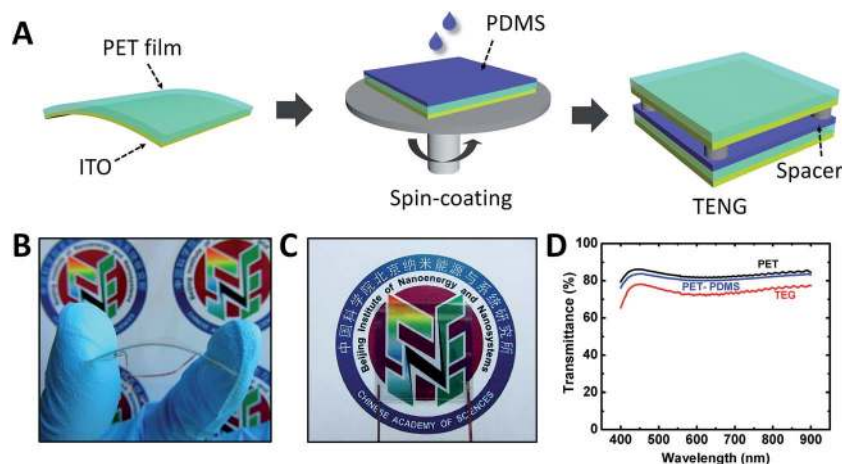 A
PET film
ITO
PDMS
Spin-coating
Spacer
TENG
B
C
中国科学院北京纳米能源与系统研究所
Beijing Institute of Nanoenergy and Nanosystems
CHINESE ACADEMY OF SCIENCES
D
Transmittance (%)
100
80
60
40
20
0
PET
PET- PDMS
TEG
400 500 600 700 800 900
Wavelength (nm)